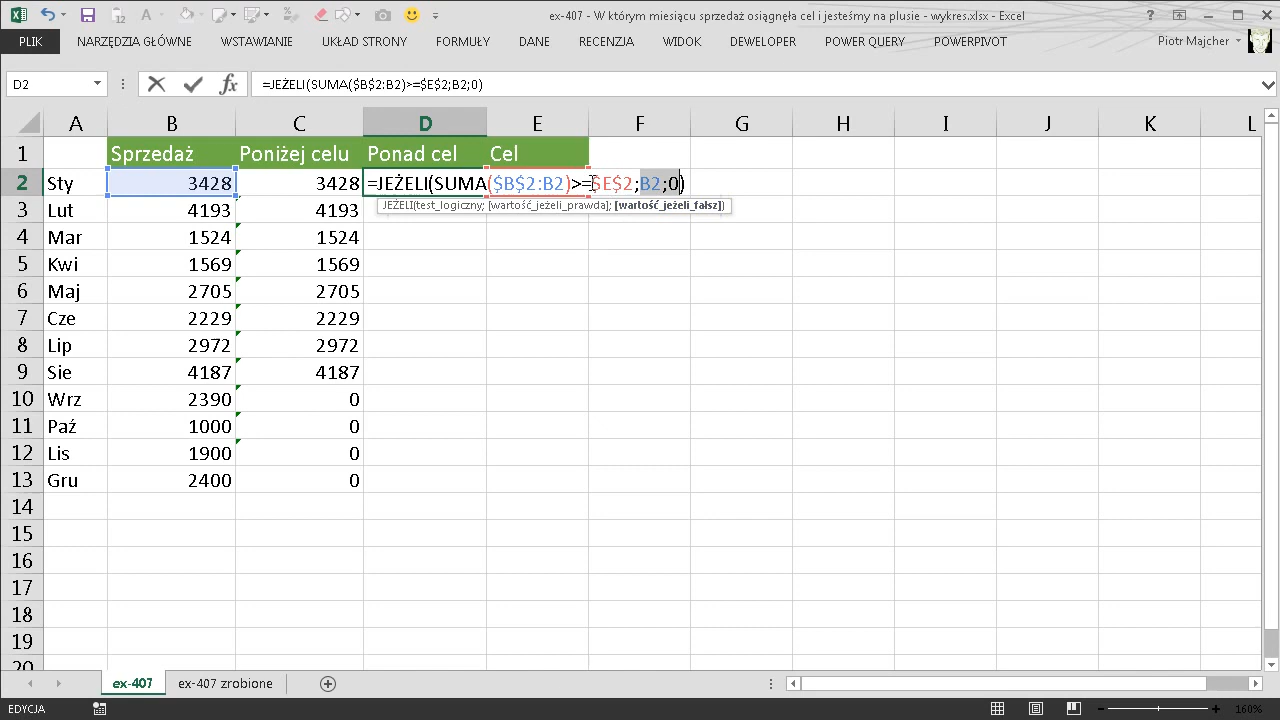 ex-407 - W którym miesiącu sprzedaż osiągnęła cel i jesteśmy na plusie - wykres.xlsx - Excel
PLIK NARZĘDZIA GŁÓWNE WSTAWIANIE UKŁAD STRONY FORMUŁY DANE RECENZJA WIDOK DEWELOPER POWER QUERY POWERPIVOT Piotr Majcher
D2 fx =JEŻELI(SUMA($B$2:B2)>=$E$2;B2;0)
A B C D E F G H I J K L
1 Sprzedaż Poniżej celu Ponad cel Cel
2 Sty 3428 3428 =JEŻELI(SUMA($B$2:B2)>=$E$2;B2;0)
JEŻELI(test_logiczny; [wartość_jeżeli_prawda]; [wartość_jeżeli_fałsz])
3 Lut 4193 4193
4 Mar 1524 1524
5 Kwi 1569 1569
6 Maj 2705 2705
7 Cze 2229 2229
8 Lip 2972 2972
9 Sie 4187 4187
10 Wrz 2390 0
11 Paź 1000 0
12 Lis 1900 0
13 Gru 2400 0
14
15
16
17
18
19
20
ex-407 ex-407 zrobione
EDYCJA 160%